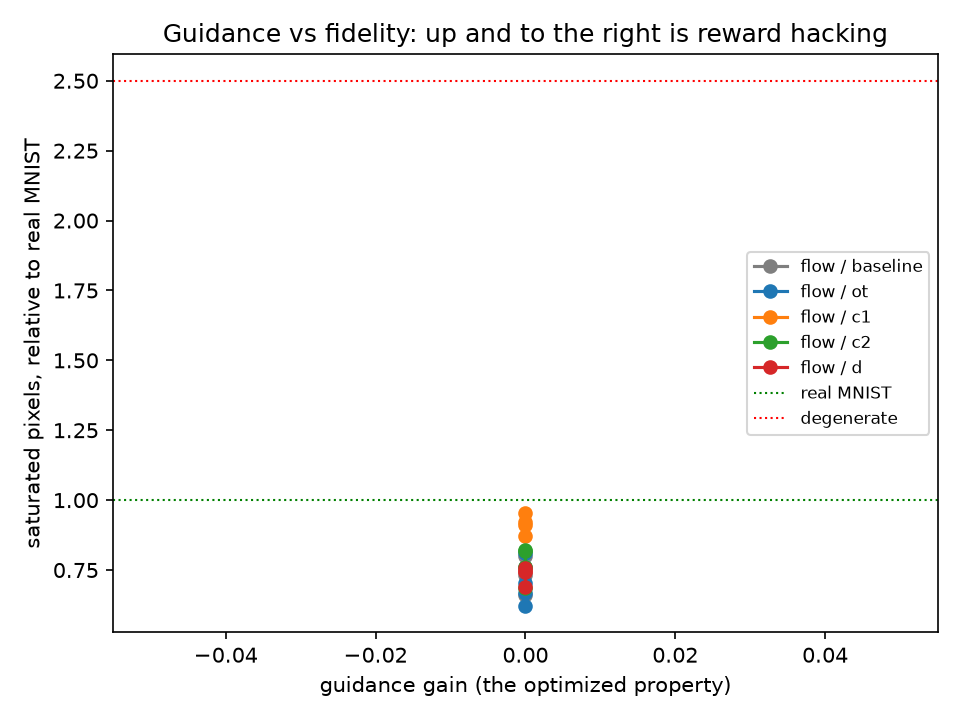 Guidance vs fidelity: up and to the right is reward hacking
saturated pixels, relative to real MNIST
2.50
2.25
2.00
1.75
1.50
1.25
1.00
0.75
flow / baseline
flow / ot
flow / c1
flow / c2
flow / d
real MNIST
degenerate
−0.04
−0.02
0.00
0.02
0.04
guidance gain (the optimized property)